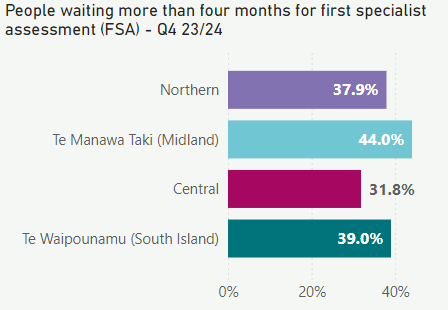 People waiting more than four months for first specialist
assessment (FSA) - Q4 23/24
Northern 37.9%
Te Manawa Taki (Midland) 44.0%
Central 31.8%
Te Waipounamu (South Island) 39.0%
0% 20% 40%